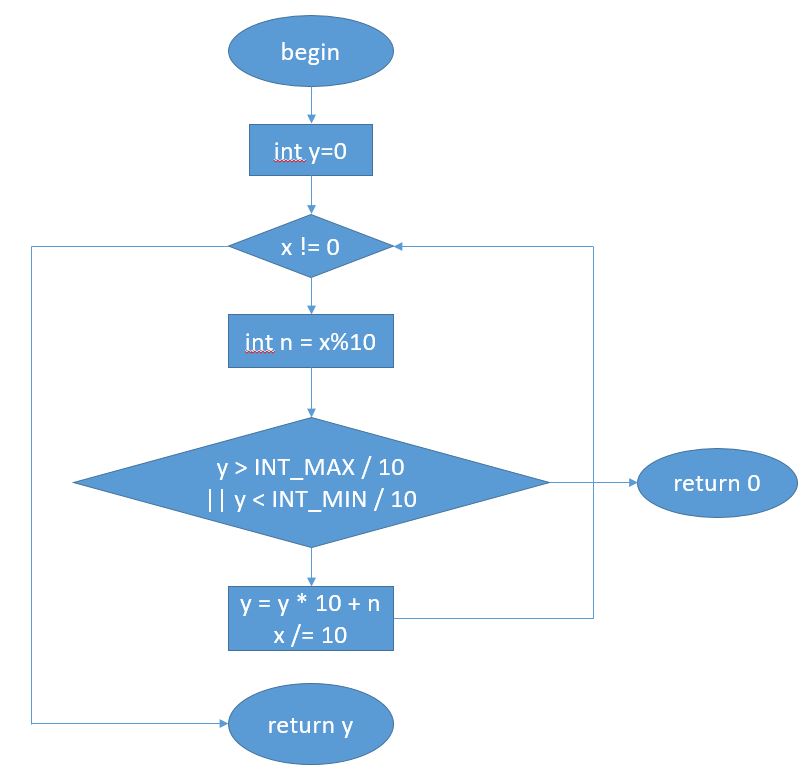 begin
int y=0
x != 0
int n = x%10
y > INT_MAX / 10
|| y < INT_MIN / 10
return 0
y = y * 10 + n
x /= 10
return y